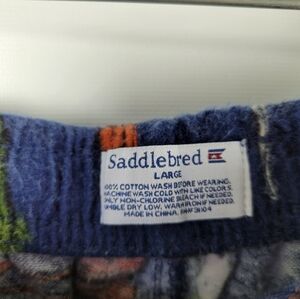 Saddlebred
LARGE
100% COTTON WASH BEFORE WEARING.
MACHINE WASH COLD WITH LIKE COLORS.
ONLY NON-CHLORINE BLEACH IF NEEDED.
TUMBLE DRY LOW. WARM IRON IF NEEDED.
MADE IN CHINA.